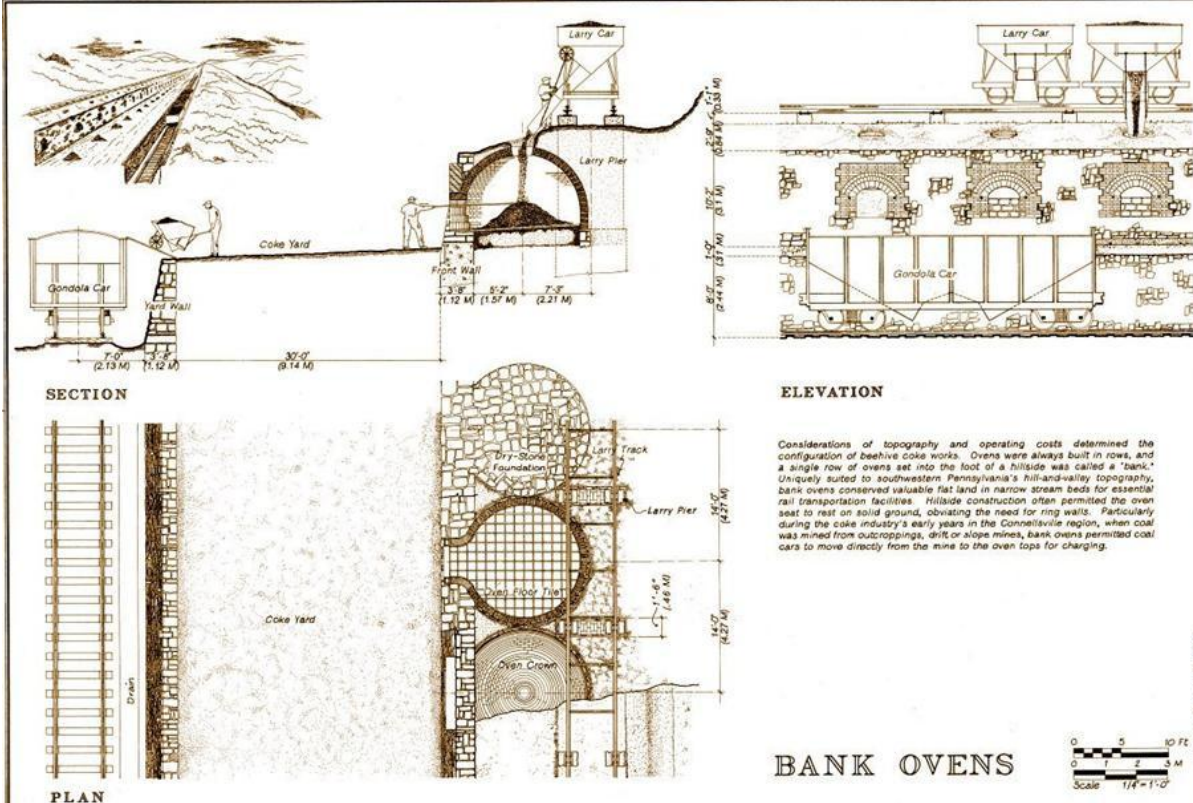 Larry Car
Larry Pier
Coke Yard
Gondola Car
Yard Wall
Front Wall
3'-8"
(1.12 M)
5'-2"
(1.57 M)
7'-3"
(2.21 M)
7'-0"
(2.13 M)
3'-8"
(1.12 M)
30'-0"
(9.14 M)
SECTION
Larry Car
1'-1"
(0.33 M)
2'-9"
(0.84 M)
10'-2"
(3.1 M)
1'-0"
(.31 M)
8'-0"
(2.44 M)
Gondola Car
ELEVATION
Considerations of topography and operating costs determined the
configuration of beehive coke works. Ovens were always built in rows, and
a single row of ovens set into the foot of a hillside was called a "bank."
Uniquely suited to southwestern Pennsylvania's hill-and-valley topography,
bank ovens conserved valuable flat land in narrow stream beds for essential
rail transportation facilities. Hillside construction often permitted the oven
seat to rest on solid ground, obviating the need for ring walls. Particularly
during the coke industry's early years in the Connellsville region, when coal
was mined from outcroppings, drift or slope mines, bank ovens permitted coal
cars to move directly from the mine to the oven tops for charging.
Dry-Stone
Foundation
Larry Track
Larry Pier
14'-0"
(4.27 M)
Oven Floor Tile
1'-6"
(.46 M)
Coke Yard
14'-0"
(4.27 M)
Oven Crown
Drain
PLAN
BANK OVENS
0 5 10 Ft
0 1 2 3 M
Scale 1/4"=1'-0"